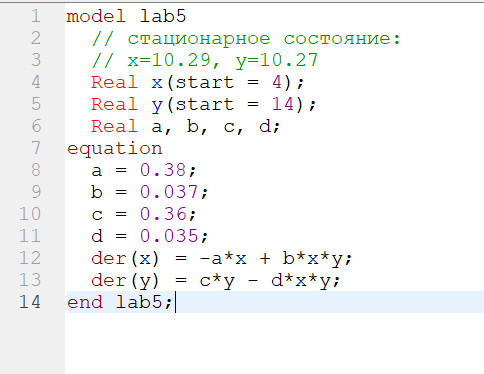 1 model lab5
2 // стационарное состояние:
3 // x=10.29, y=10.27
4 Real x(start = 4);
5 Real y(start = 14);
6 Real a, b, c, d;
7 equation
8 a = 0.38;
9 b = 0.037;
10 c = 0.36;
11 d = 0.035;
12 der(x) = -a*x + b*x*y;
13 der(y) = c*y - d*x*y;
14 end lab5;